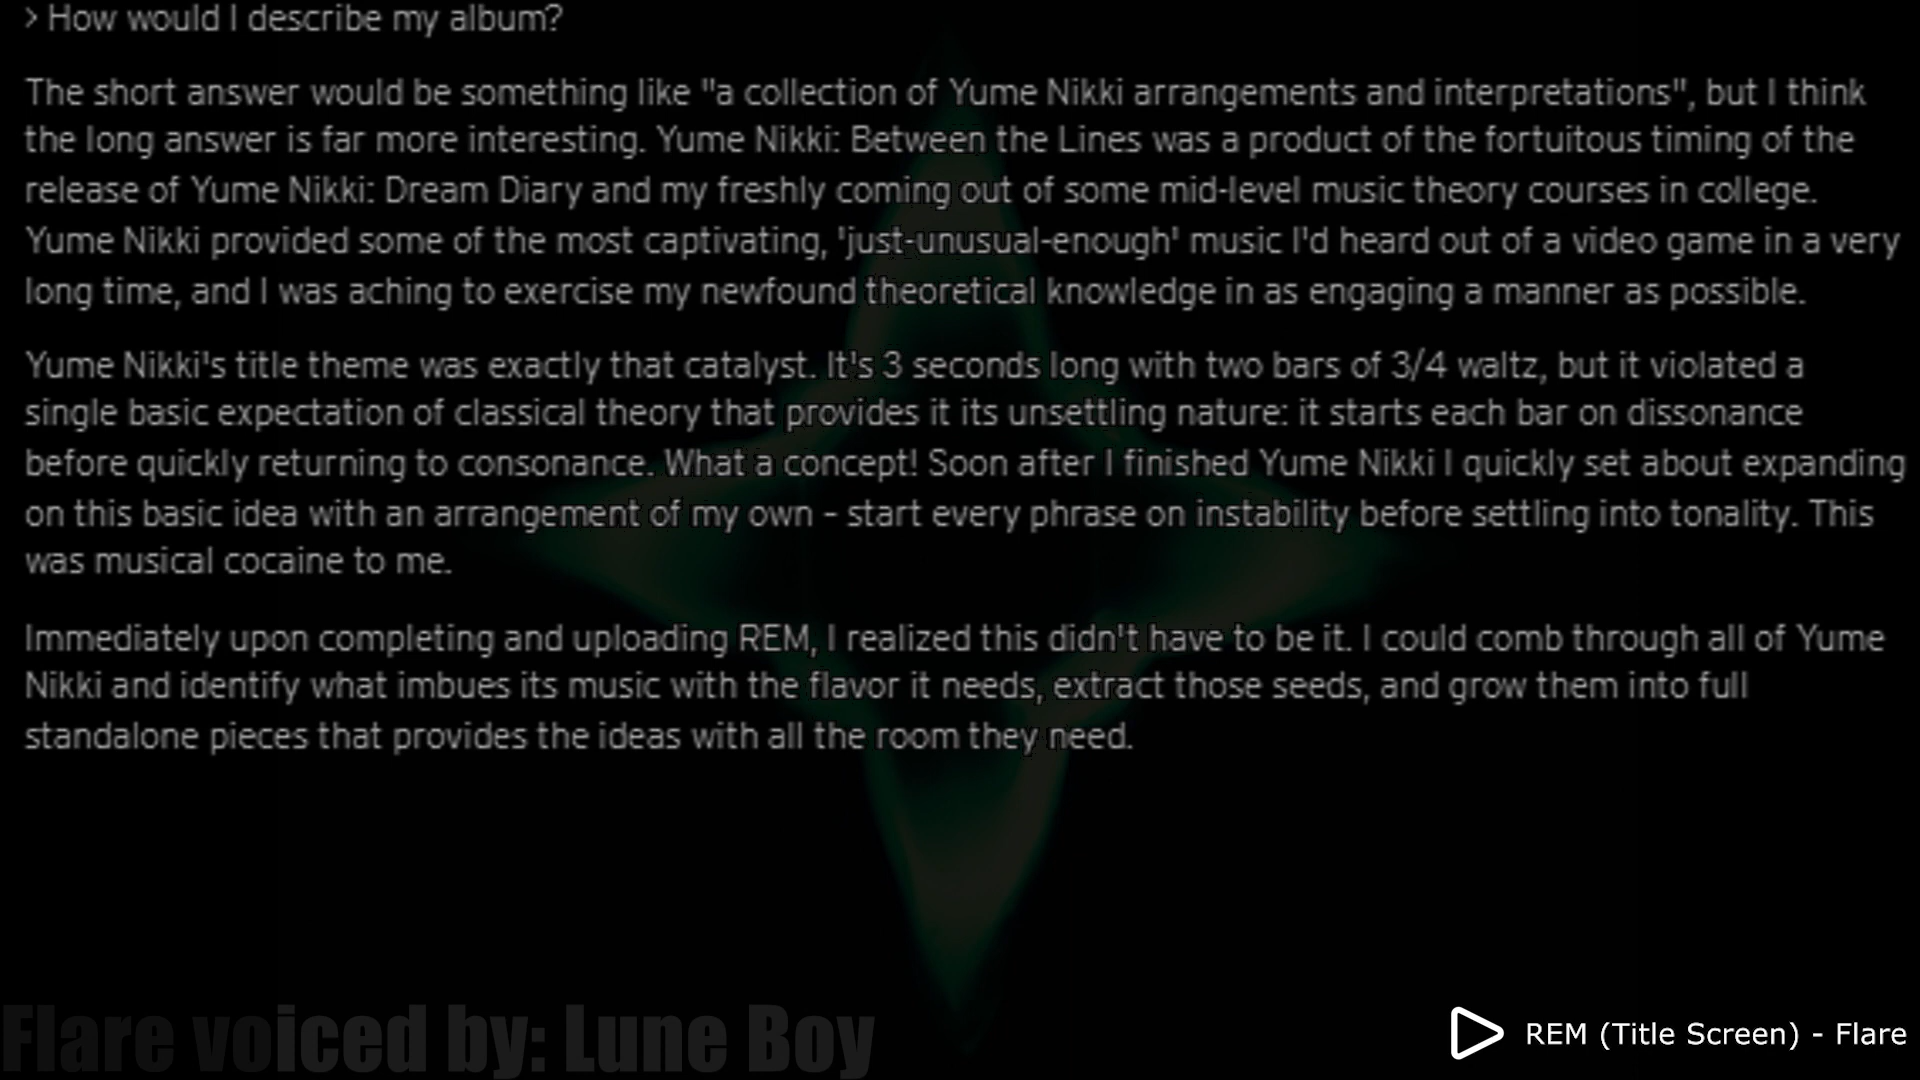 > How would I describe my album?
The short answer would be something like "a collection of Yume Nikki arrangements and interpretations", but I think
the long answer is far more interesting. Yume Nikki: Between the Lines was a product of the fortuitous timing of the
release of Yume Nikki: Dream Diary and my freshly coming out of some mid-level music theory courses in college.
Yume Nikki provided some of the most captivating, 'just-unusual-enough' music I'd heard out of a video game in a very
long time, and I was aching to exercise my newfound theoretical knowledge in as engaging a manner as possible.
Yume Nikki's title theme was exactly that catalyst. It's 3 seconds long with two bars of 3/4 waltz, but it violated a
single basic expectation of classical theory that provides it its unsettling nature: it starts each bar on dissonance
before quickly returning to consonance. What a concept! Soon after I finished Yume Nikki I quickly set about expanding
on this basic idea with an arrangement of my own - start every phrase on instability before settling into tonality. This
was musical cocaine to me.
Immediately upon completing and uploading REM, I realized this didn't have to be it. I could comb through all of Yume
Nikki and identify what imbues its music with the flavor it needs, extract those seeds, and grow them into full
standalone pieces that provides the ideas with all the room they need.
Flare voiced by: Lune Boy
REM (Title Screen) - Flare